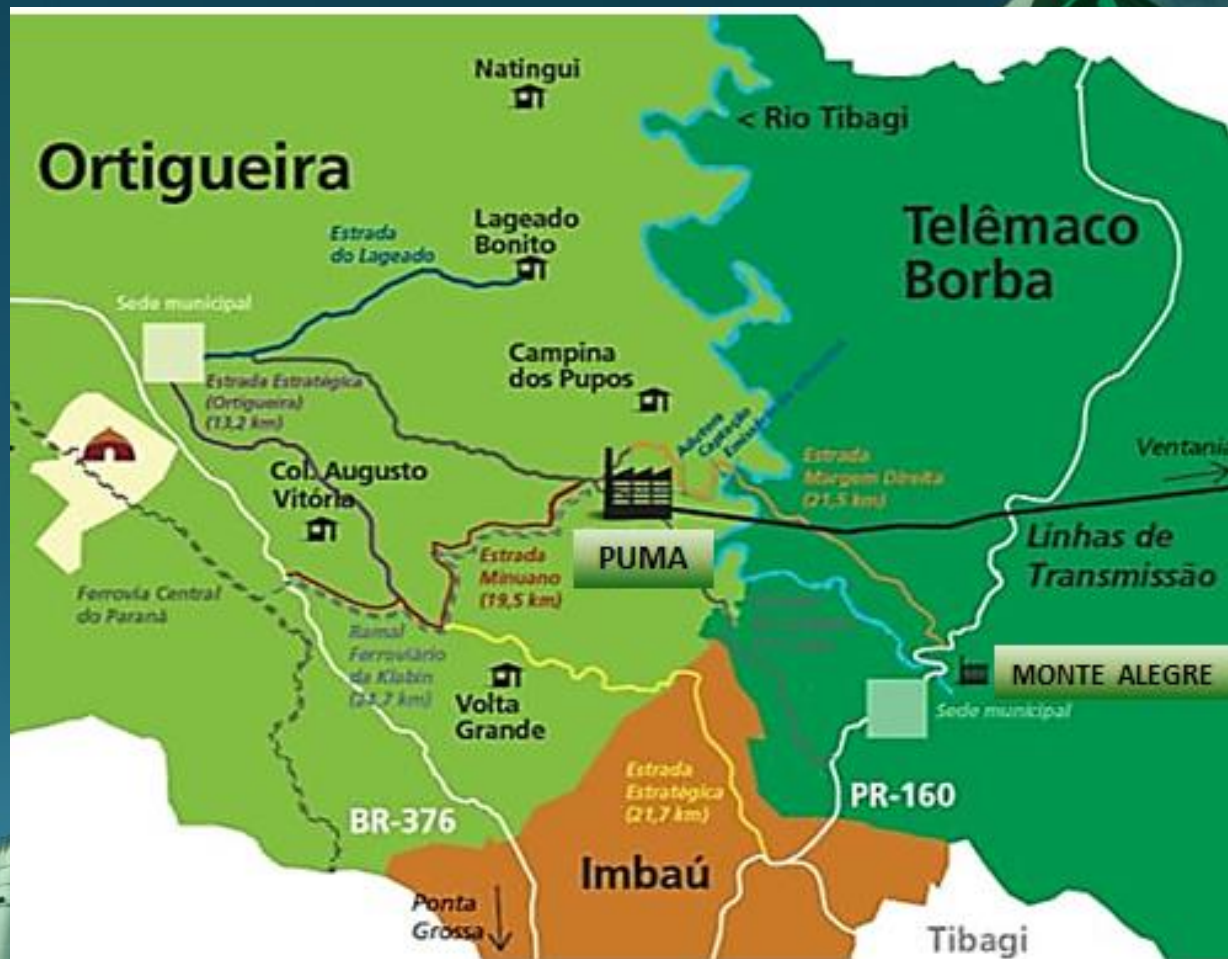 Natingui
< Rio Tibagi
Ortigueira
Telêmaco
Borba
Lageado
Bonito
Estrada
do Lageado
Sede municipal
Campina
dos Pupos
Estrada Estratégica
(Ortigueira)
(13,2 km)
Adutora
Captação
Estrada
Margem Direita
(21,5 km)
Ventania
Col. Augusto
Vitória
Linhas de
Transmissão
PUMA
Estrada
Minuano
(19,5 km)
Ferrovia Central
do Paraná
Ramal
Ferroviário
da Klabin
MONTE ALEGRE
Sede municipal
Volta
Grande
Estrada
Estratégica
(21,7 km)
PR-160
BR-376
Imbaú
Ponta
Grossa
Tibagi